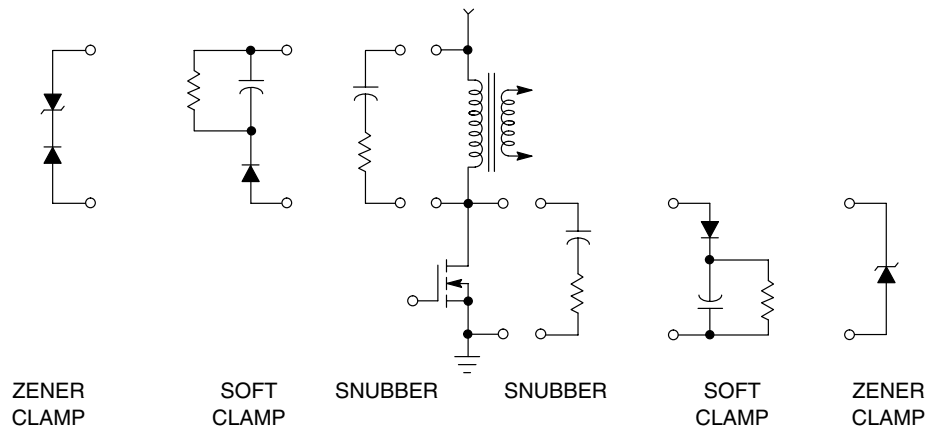 ZENER
CLAMP
SOFT
CLAMP
SNUBBER
SNUBBER
SOFT
CLAMP
ZENER
CLAMP